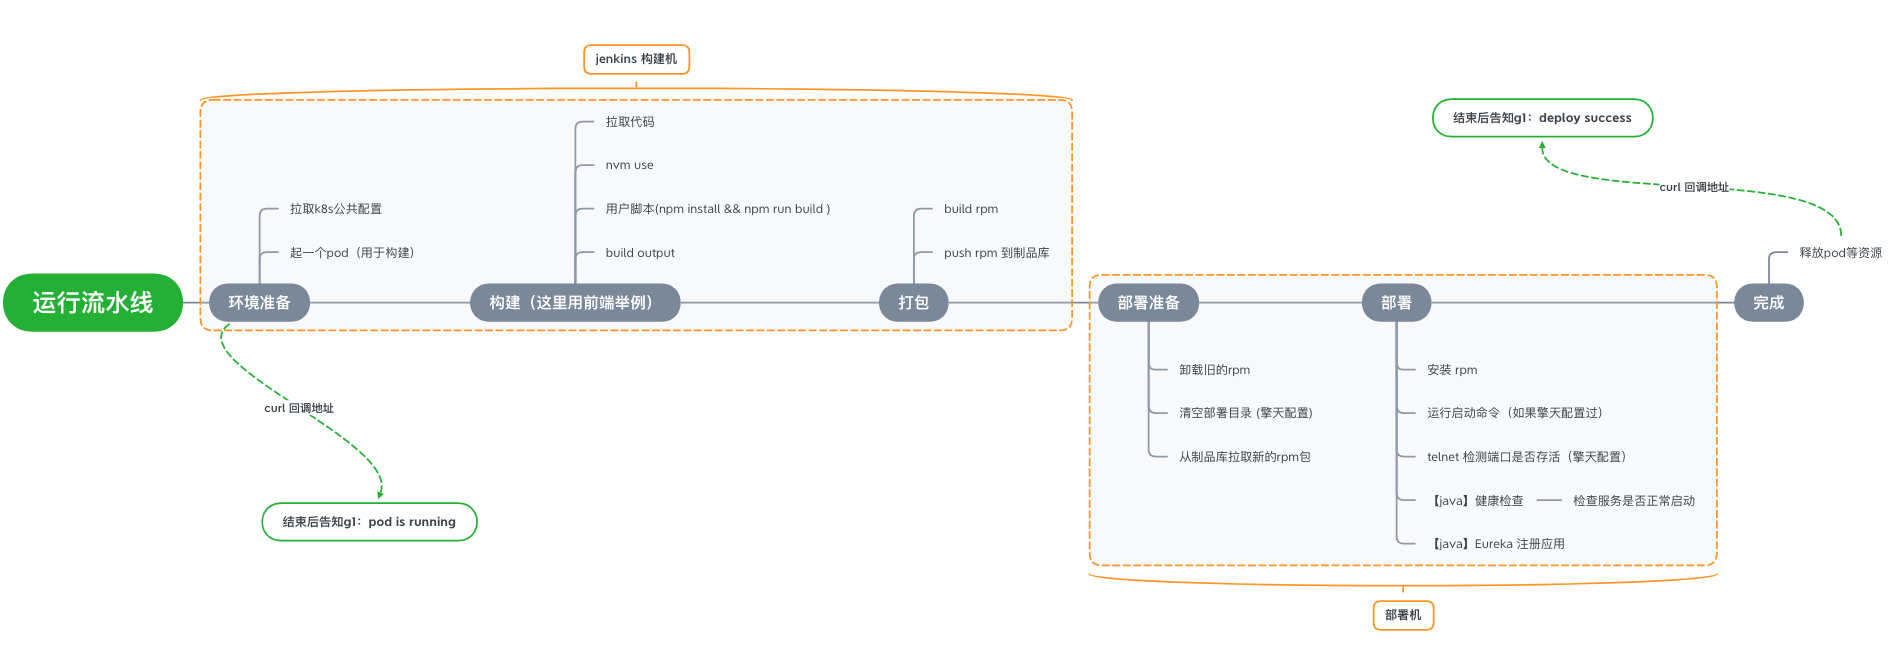 jenkins 构建机
拉取代码
nvm use
用户脚本(npm install && npm run build )
build output
拉取k8s公共配置
起一个pod（用于构建）
build rpm
push rpm 到制品库
结束后告知g1：deploy success
curl 回调地址
释放pod等资源
运行流水线
环境准备
构建（这里用前端举例）
打包
部署准备
部署
完成
curl 回调地址
结束后告知g1：pod is running
卸载旧的rpm
清空部署目录 (擎天配置)
从制品库拉取新的rpm包
安装 rpm
运行启动命令（如果擎天配置过）
telnet 检测端口是否存活（擎天配置）
【java】健康检查
检查服务是否正常启动
【java】Eureka 注册应用
部署机